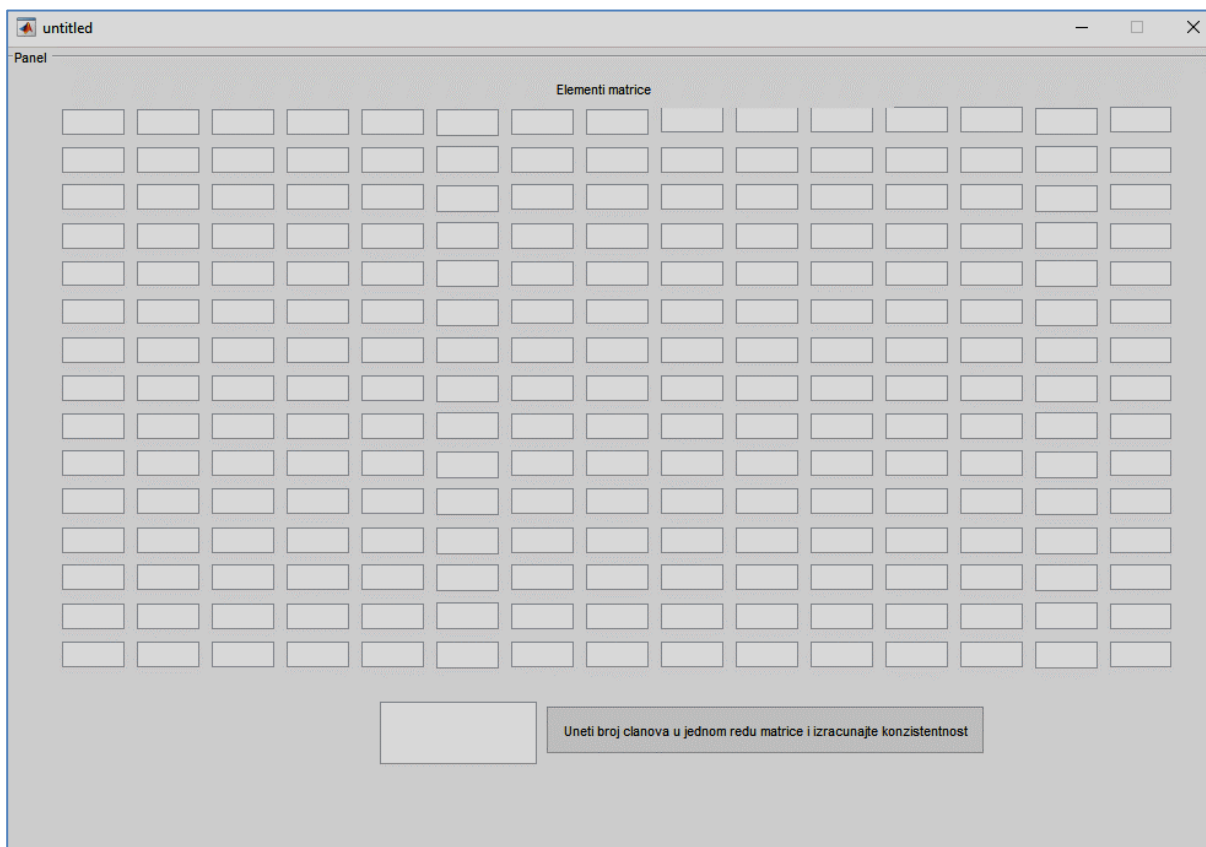 untitled
Panel
Elementi matrice
Uneti broj clanova u jednom redu matrice i izracunajte konzistentnost